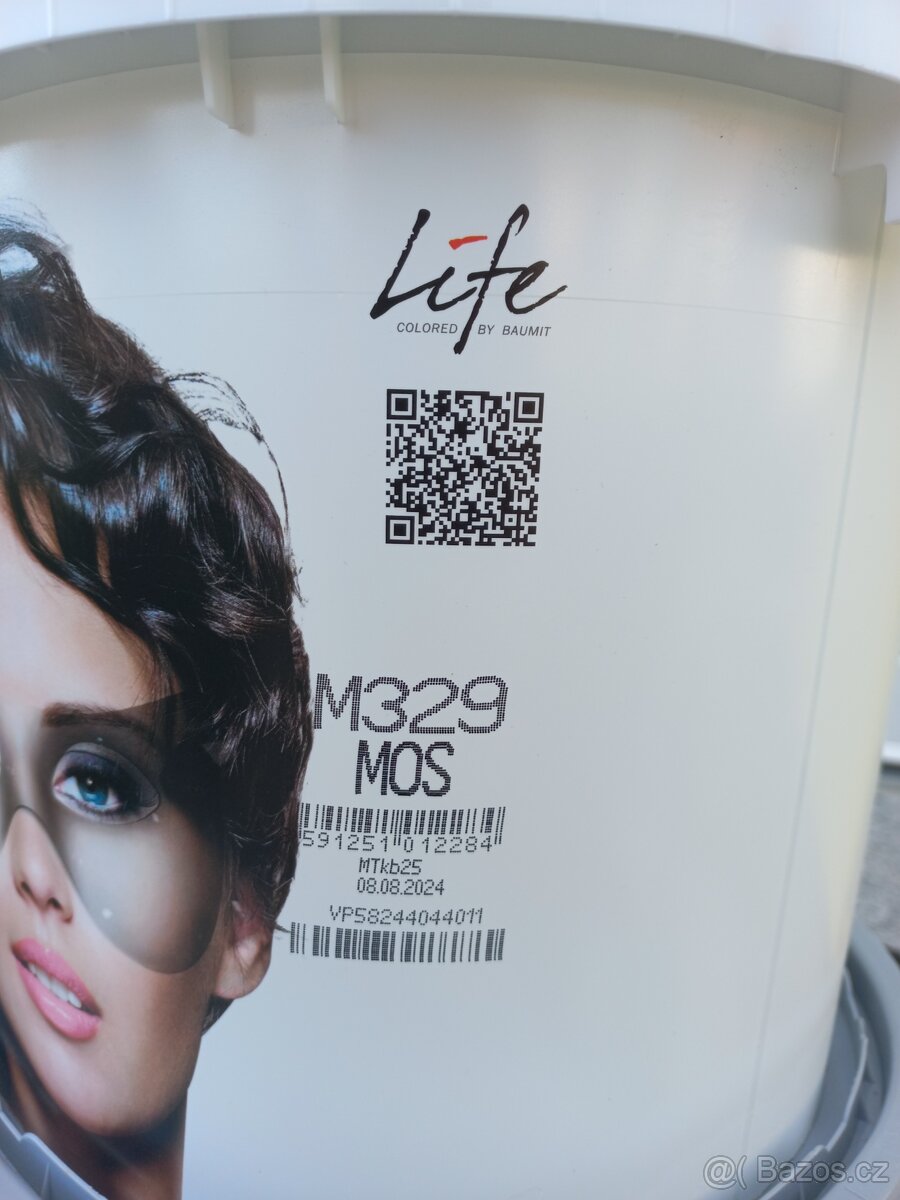 Life
COLORED BY BAUMIT
M329
MOS
591251 012284
MTkb25
08.08.2024
VP58244044011
@( Bazos.cz